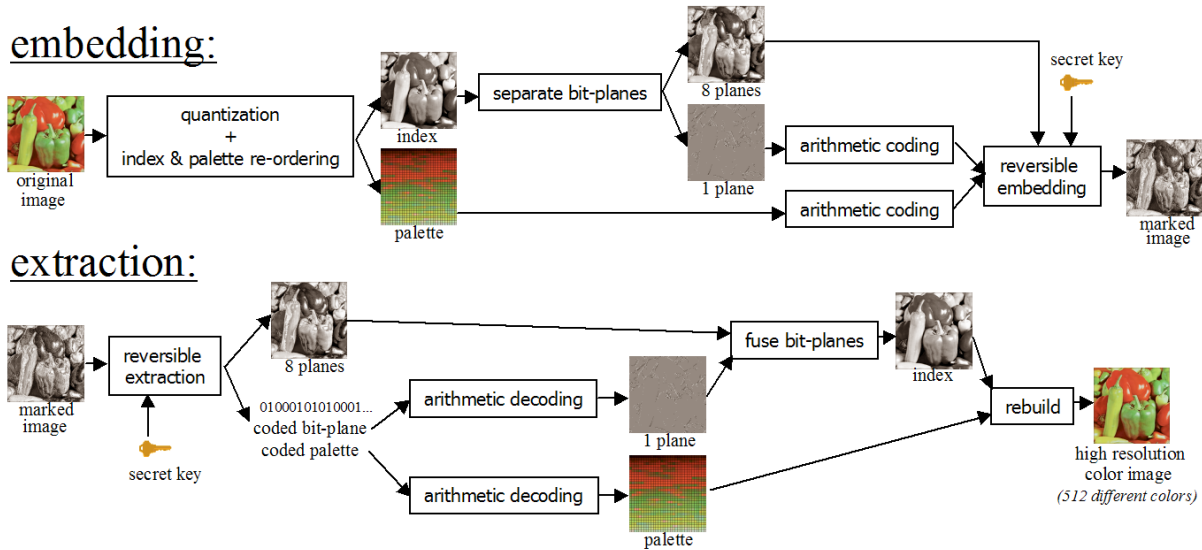 embedding:
original
image
quantization
+
index & palette re-ordering
index
palette
separate bit-planes
8 planes
1 plane
arithmetic coding
arithmetic coding
secret key
reversible
embedding
marked
image
extraction:
marked
image
reversible
extraction
secret key
8 planes
01000101010001...
coded bit-plane
coded palette
arithmetic decoding
arithmetic decoding
1 plane
palette
fuse bit-planes
index
rebuild
high resolution
color image
(512 different colors)